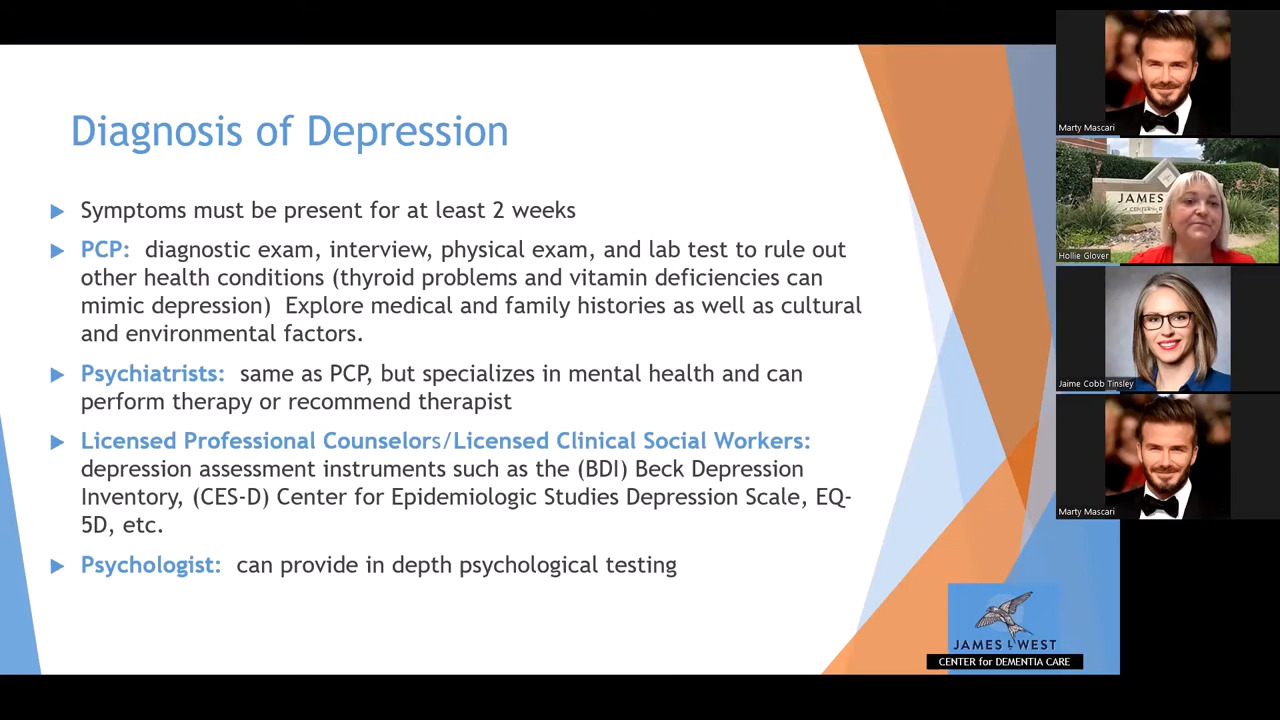 Diagnosis of Depression
Symptoms must be present for at least 2 weeks
PCP: diagnostic exam, interview, physical exam, and lab test to rule out
other health conditions (thyroid problems and vitamin deficiencies can
mimic depression) Explore medical and family histories as well as cultural
and environmental factors.
Psychiatrists: same as PCP, but specializes in mental health and can
perform therapy or recommend therapist
Licensed Professional Counselors/Licensed Clinical Social Workers:
depression assessment instruments such as the (BDI) Beck Depression
Inventory, (CES-D) Center for Epidemiologic Studies Depression Scale, EQ-
5D, etc.
Psychologist: can provide in depth psychological testing
JAMES L WEST
CENTER for DEMENTIA CARE
Marty Mascari
JAMES
Hollie Glover
Jaime Cobb Tinsley
Marty Mascari